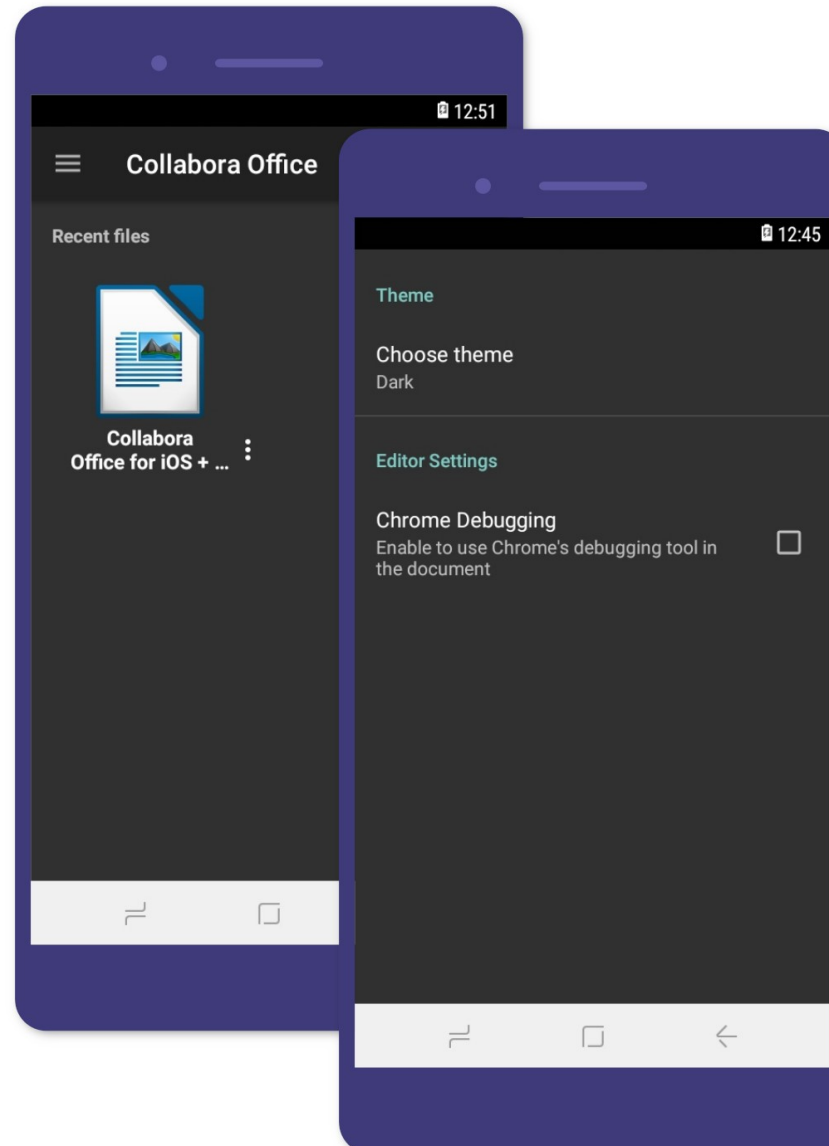 12:51
Collabora Office
Recent files
Collabora
Office for iOS + ...
12:45
Theme
Choose theme
Dark
Editor Settings
Chrome Debugging
Enable to use Chrome's debugging tool in
the document